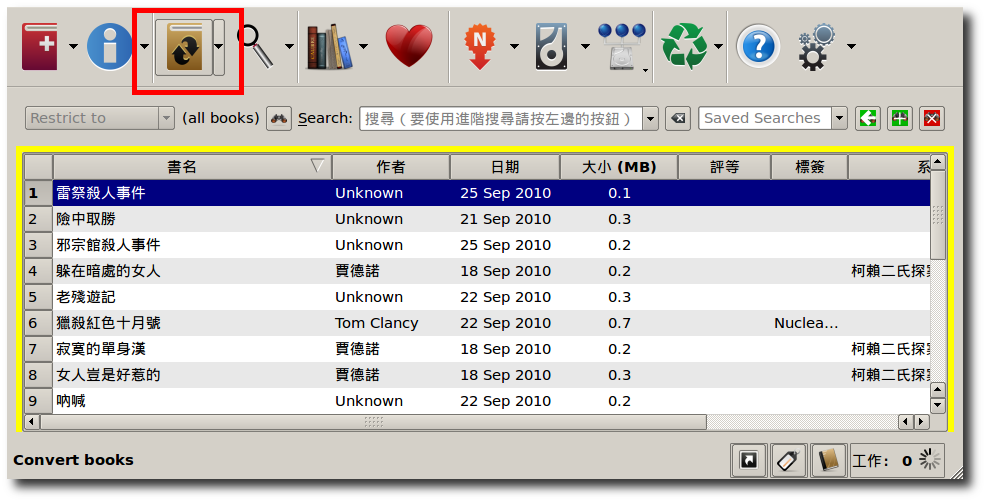 N
Restrict to (all books) Search: 搜尋（要使用進階搜尋請按左邊的按鈕） Saved Searches
書名 作者 日期 大小 (MB) 評等 標簽 系
1 雷祭殺人事件 Unknown 25 Sep 2010 0.1
2 險中取勝 Unknown 21 Sep 2010 0.3
3 邪宗館殺人事件 Unknown 25 Sep 2010 0.2
4 躲在暗處的女人 賈德諾 18 Sep 2010 0.2 柯賴二氏探案
5 老殘遊記 Unknown 22 Sep 2010 0.3
6 獵殺紅色十月號 Tom Clancy 22 Sep 2010 0.7 Nuclea...
7 寂寞的單身漢 賈德諾 18 Sep 2010 0.2 柯賴二氏探案
8 女人豈是好惹的 賈德諾 18 Sep 2010 0.3 柯賴二氏探案
9 吶喊 Unknown 22 Sep 2010 0.2
Convert books 工作： 0